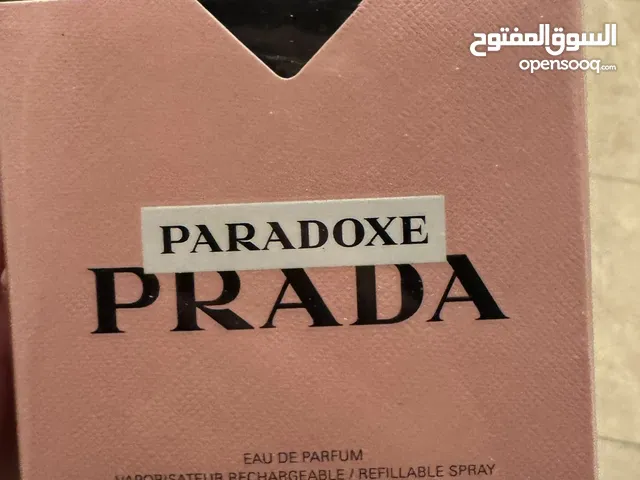 السوق المفتوح
opensooq.com
PARADOXE
PRADA
EAU DE PARFUM
VAPORISATEUR RECHARGEABLE / REFILLABLE SPRAY